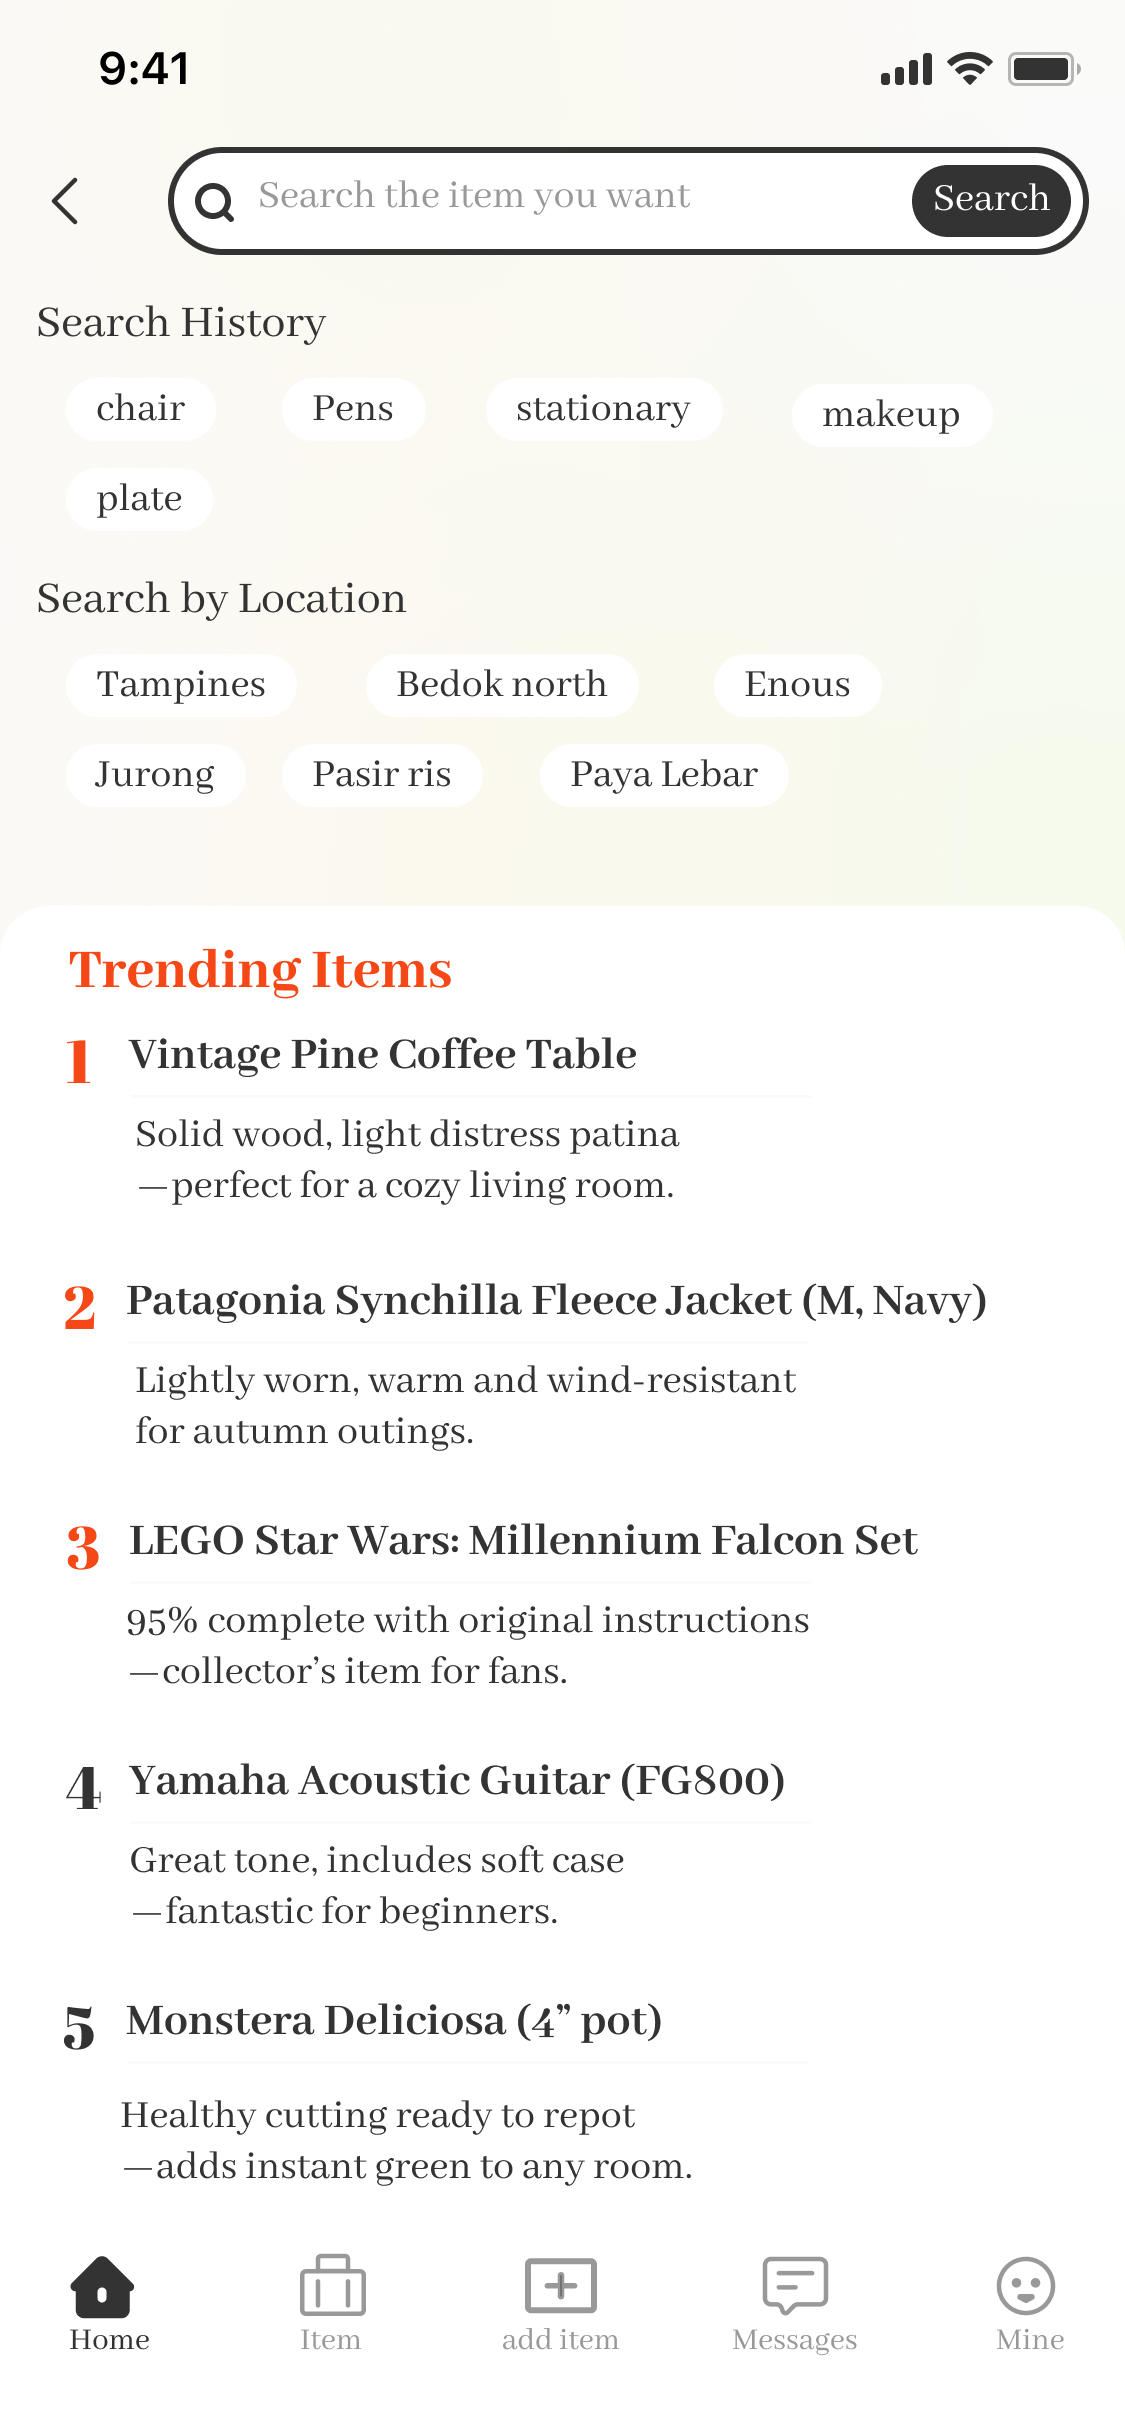 9:41
Search the item you want
Search
Search History
chair
Pens
stationary
makeup
plate
Search by Location
Tampines
Bedok north
Enous
Jurong
Pasir ris
Paya Lebar
Trending Items
1 Vintage Pine Coffee Table
Solid wood, light distress patina
—perfect for a cozy living room.
2 Patagonia Synchilla Fleece Jacket (M, Navy)
Lightly worn, warm and wind-resistant
for autumn outings.
3 LEGO Star Wars: Millennium Falcon Set
95% complete with original instructions
—collector’s item for fans.
4 Yamaha Acoustic Guitar (FG800)
Great tone, includes soft case
—fantastic for beginners.
5 Monstera Deliciosa (4” pot)
Healthy cutting ready to repot
—adds instant green to any room.
Home
Item
add item
Messages
Mine